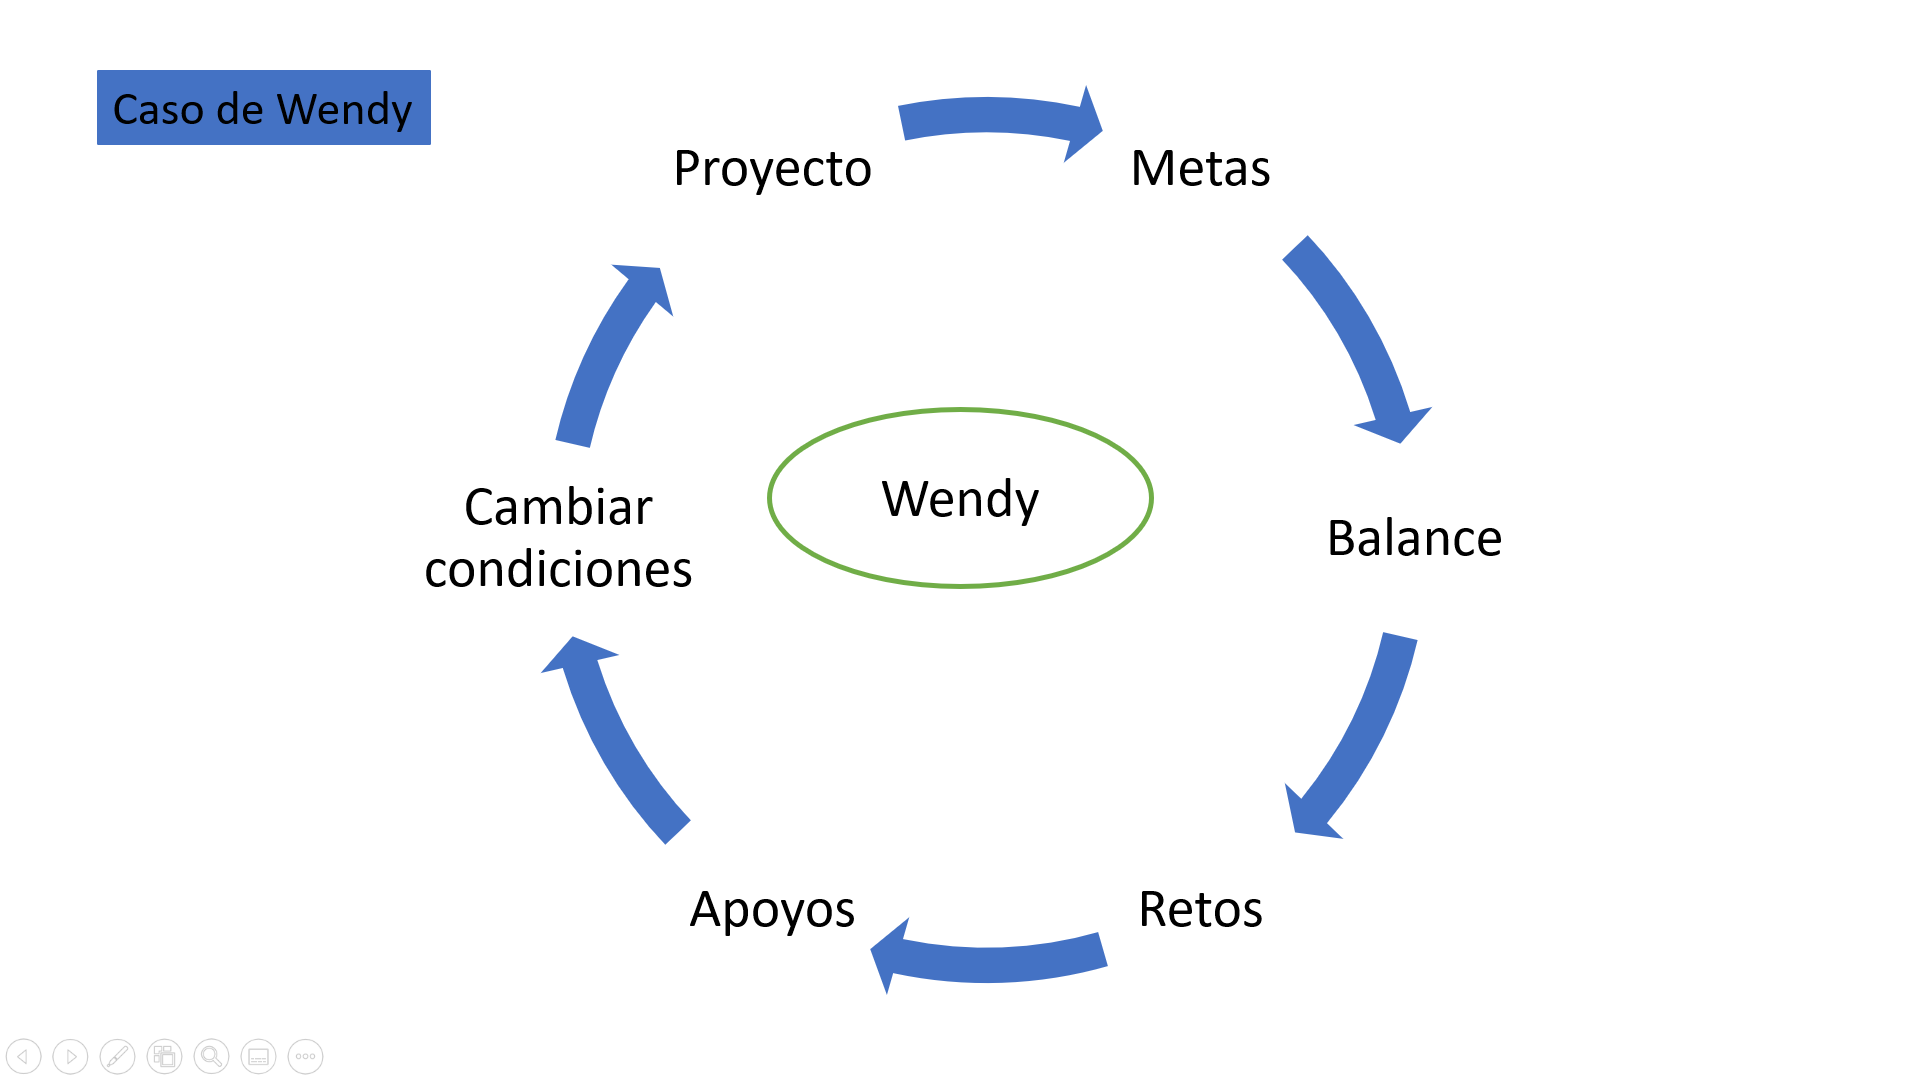 Caso de Wendy
Proyecto
Metas
Cambiar
condiciones
Wendy
Balance
Apoyos
Retos